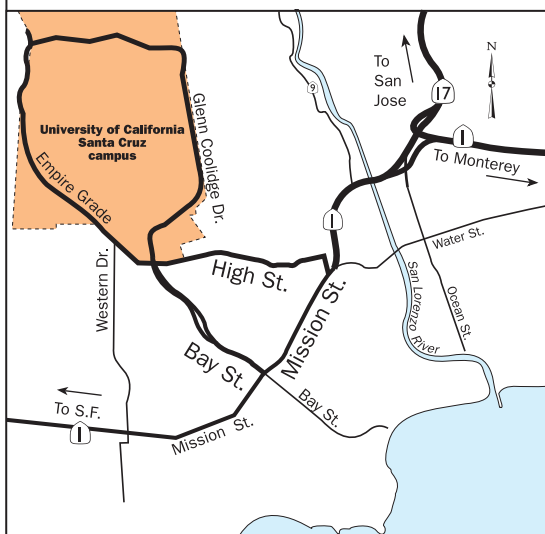 To
San
Jose
N
9
17
1
To Monterey
University of California
Santa Cruz
campus
Glenn Coolidge Dr.
Empire Grade
1
Water St.
High St.
Western Dr.
Mission St.
San Lorenzo
River
Ocean St.
Bay St.
To S.F.
1
Mission St.
Bay St.